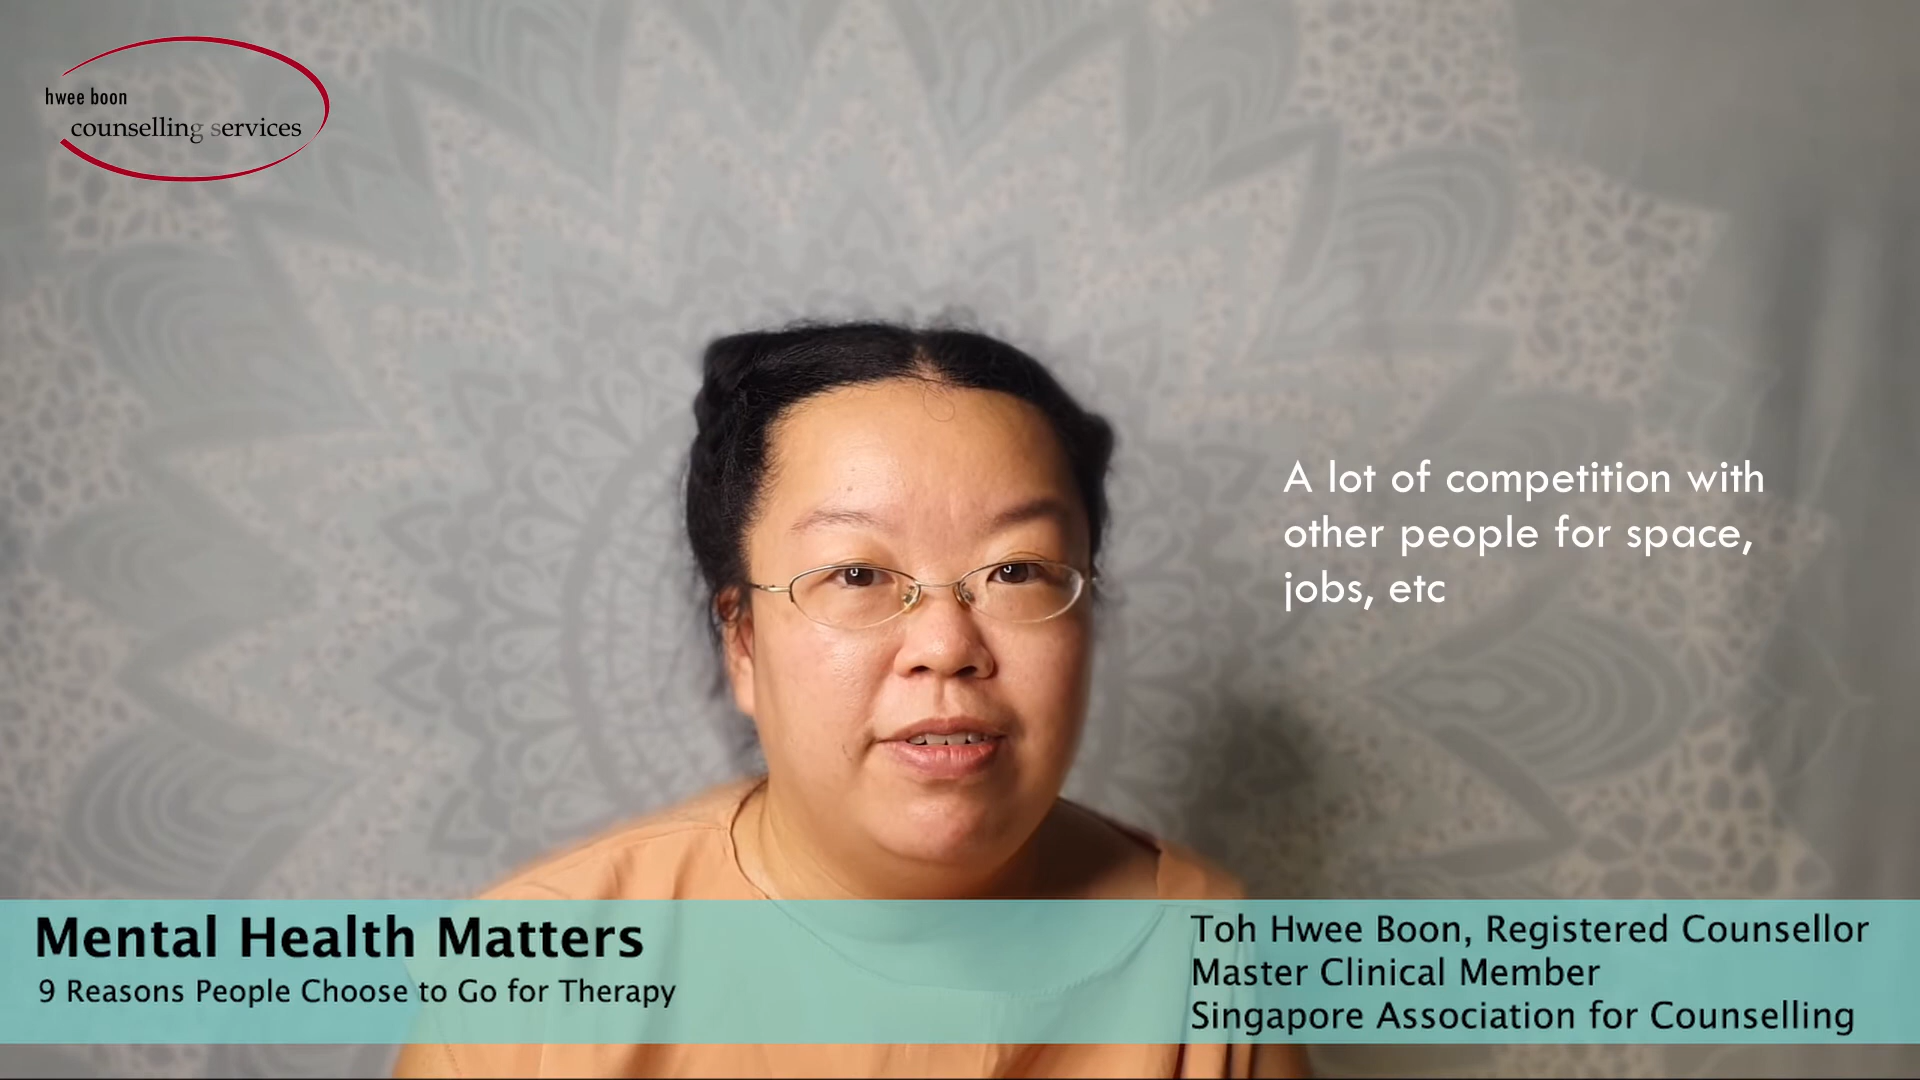 hwee boon
counselling services
A lot of competition with
other people for space,
jobs, etc
Mental Health Matters
9 Reasons People Choose to Go for Therapy
Toh Hwee Boon, Registered Counsellor
Master Clinical Member
Singapore Association for Counselling